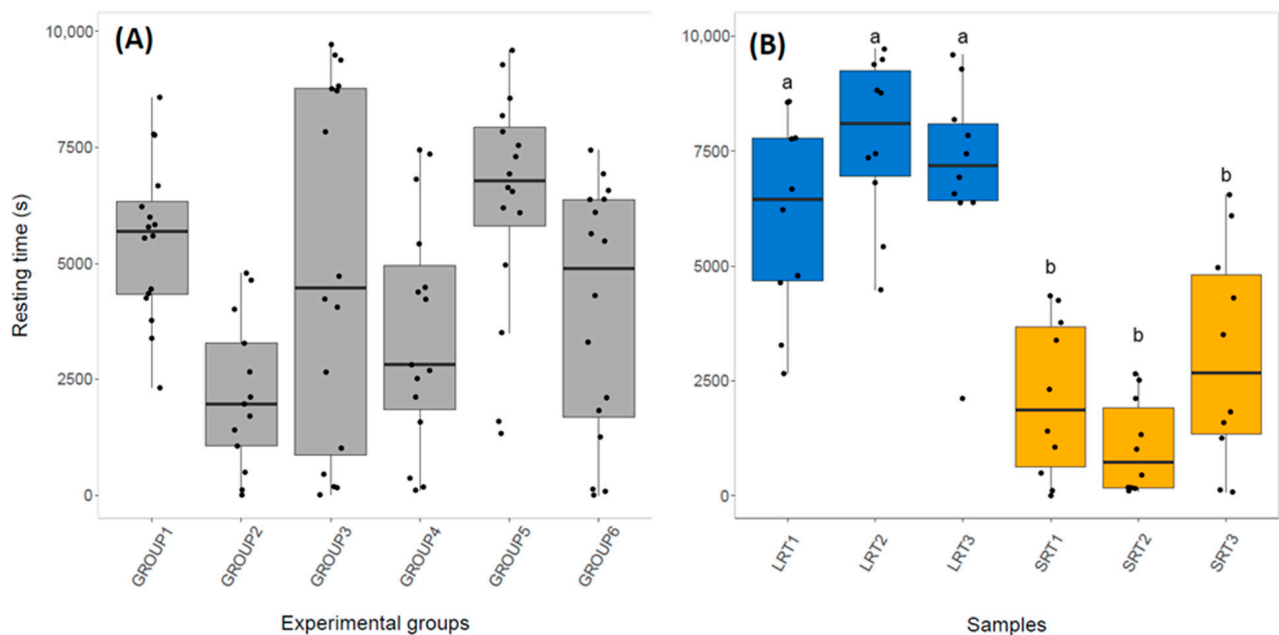 (A)
Resting time (s)
10,000
7500
5000
2500
0
GROUP1
GROUP2
GROUP3
GROUP4
GROUP5
GROUP6
Experimental groups
(B)
10,000
7500
5000
2500
0
a
a
a
b
b
b
LRT1
LRT2
LRT3
SRT1
SRT2
SRT3
Samples